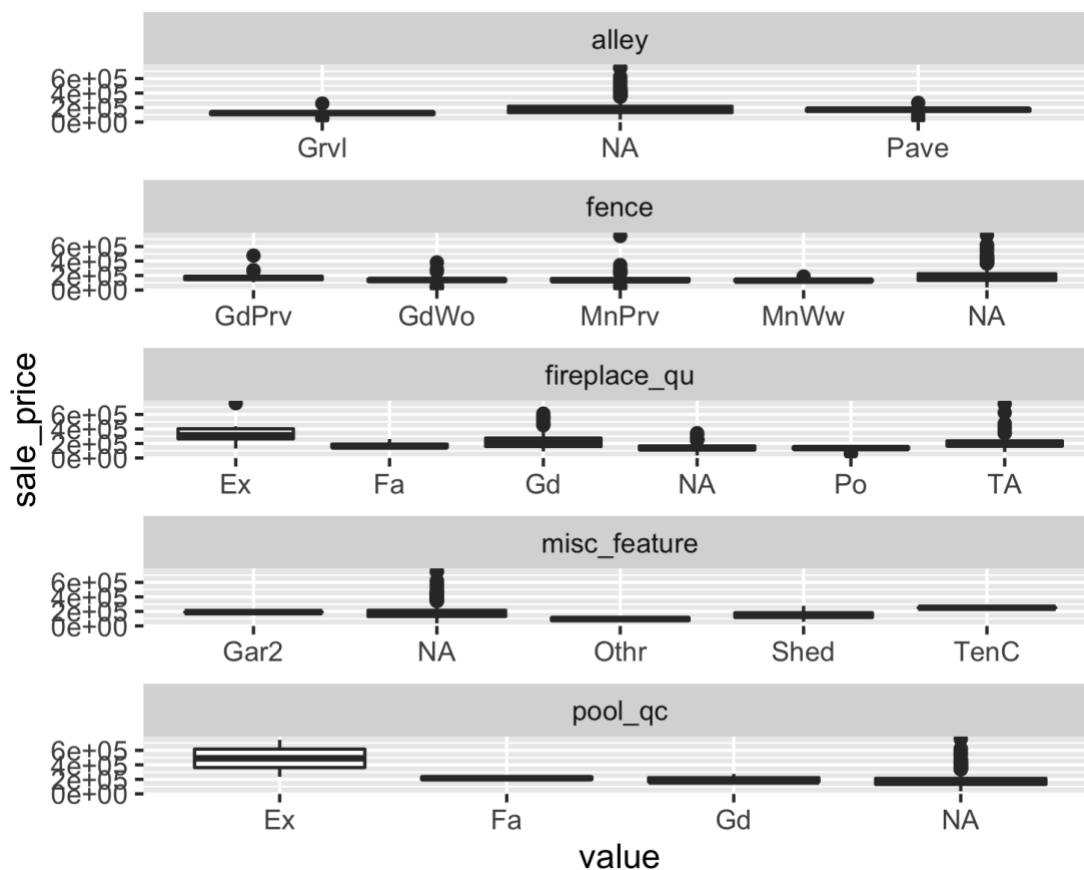 alley
6e+05
4e+05
2e+05
0e+00
Grvl NA Pave
fence
6e+05
4e+05
2e+05
0e+00
GdPrv GdWo MnPrv MnWw NA
fireplace_qu
6e+05
4e+05
2e+05
0e+00
Ex Fa Gd NA Po TA
misc_feature
6e+05
4e+05
2e+05
0e+00
Gar2 NA Othr Shed TenC
pool_qc
6e+05
4e+05
2e+05
0e+00
Ex Fa Gd NA
value
sale_price